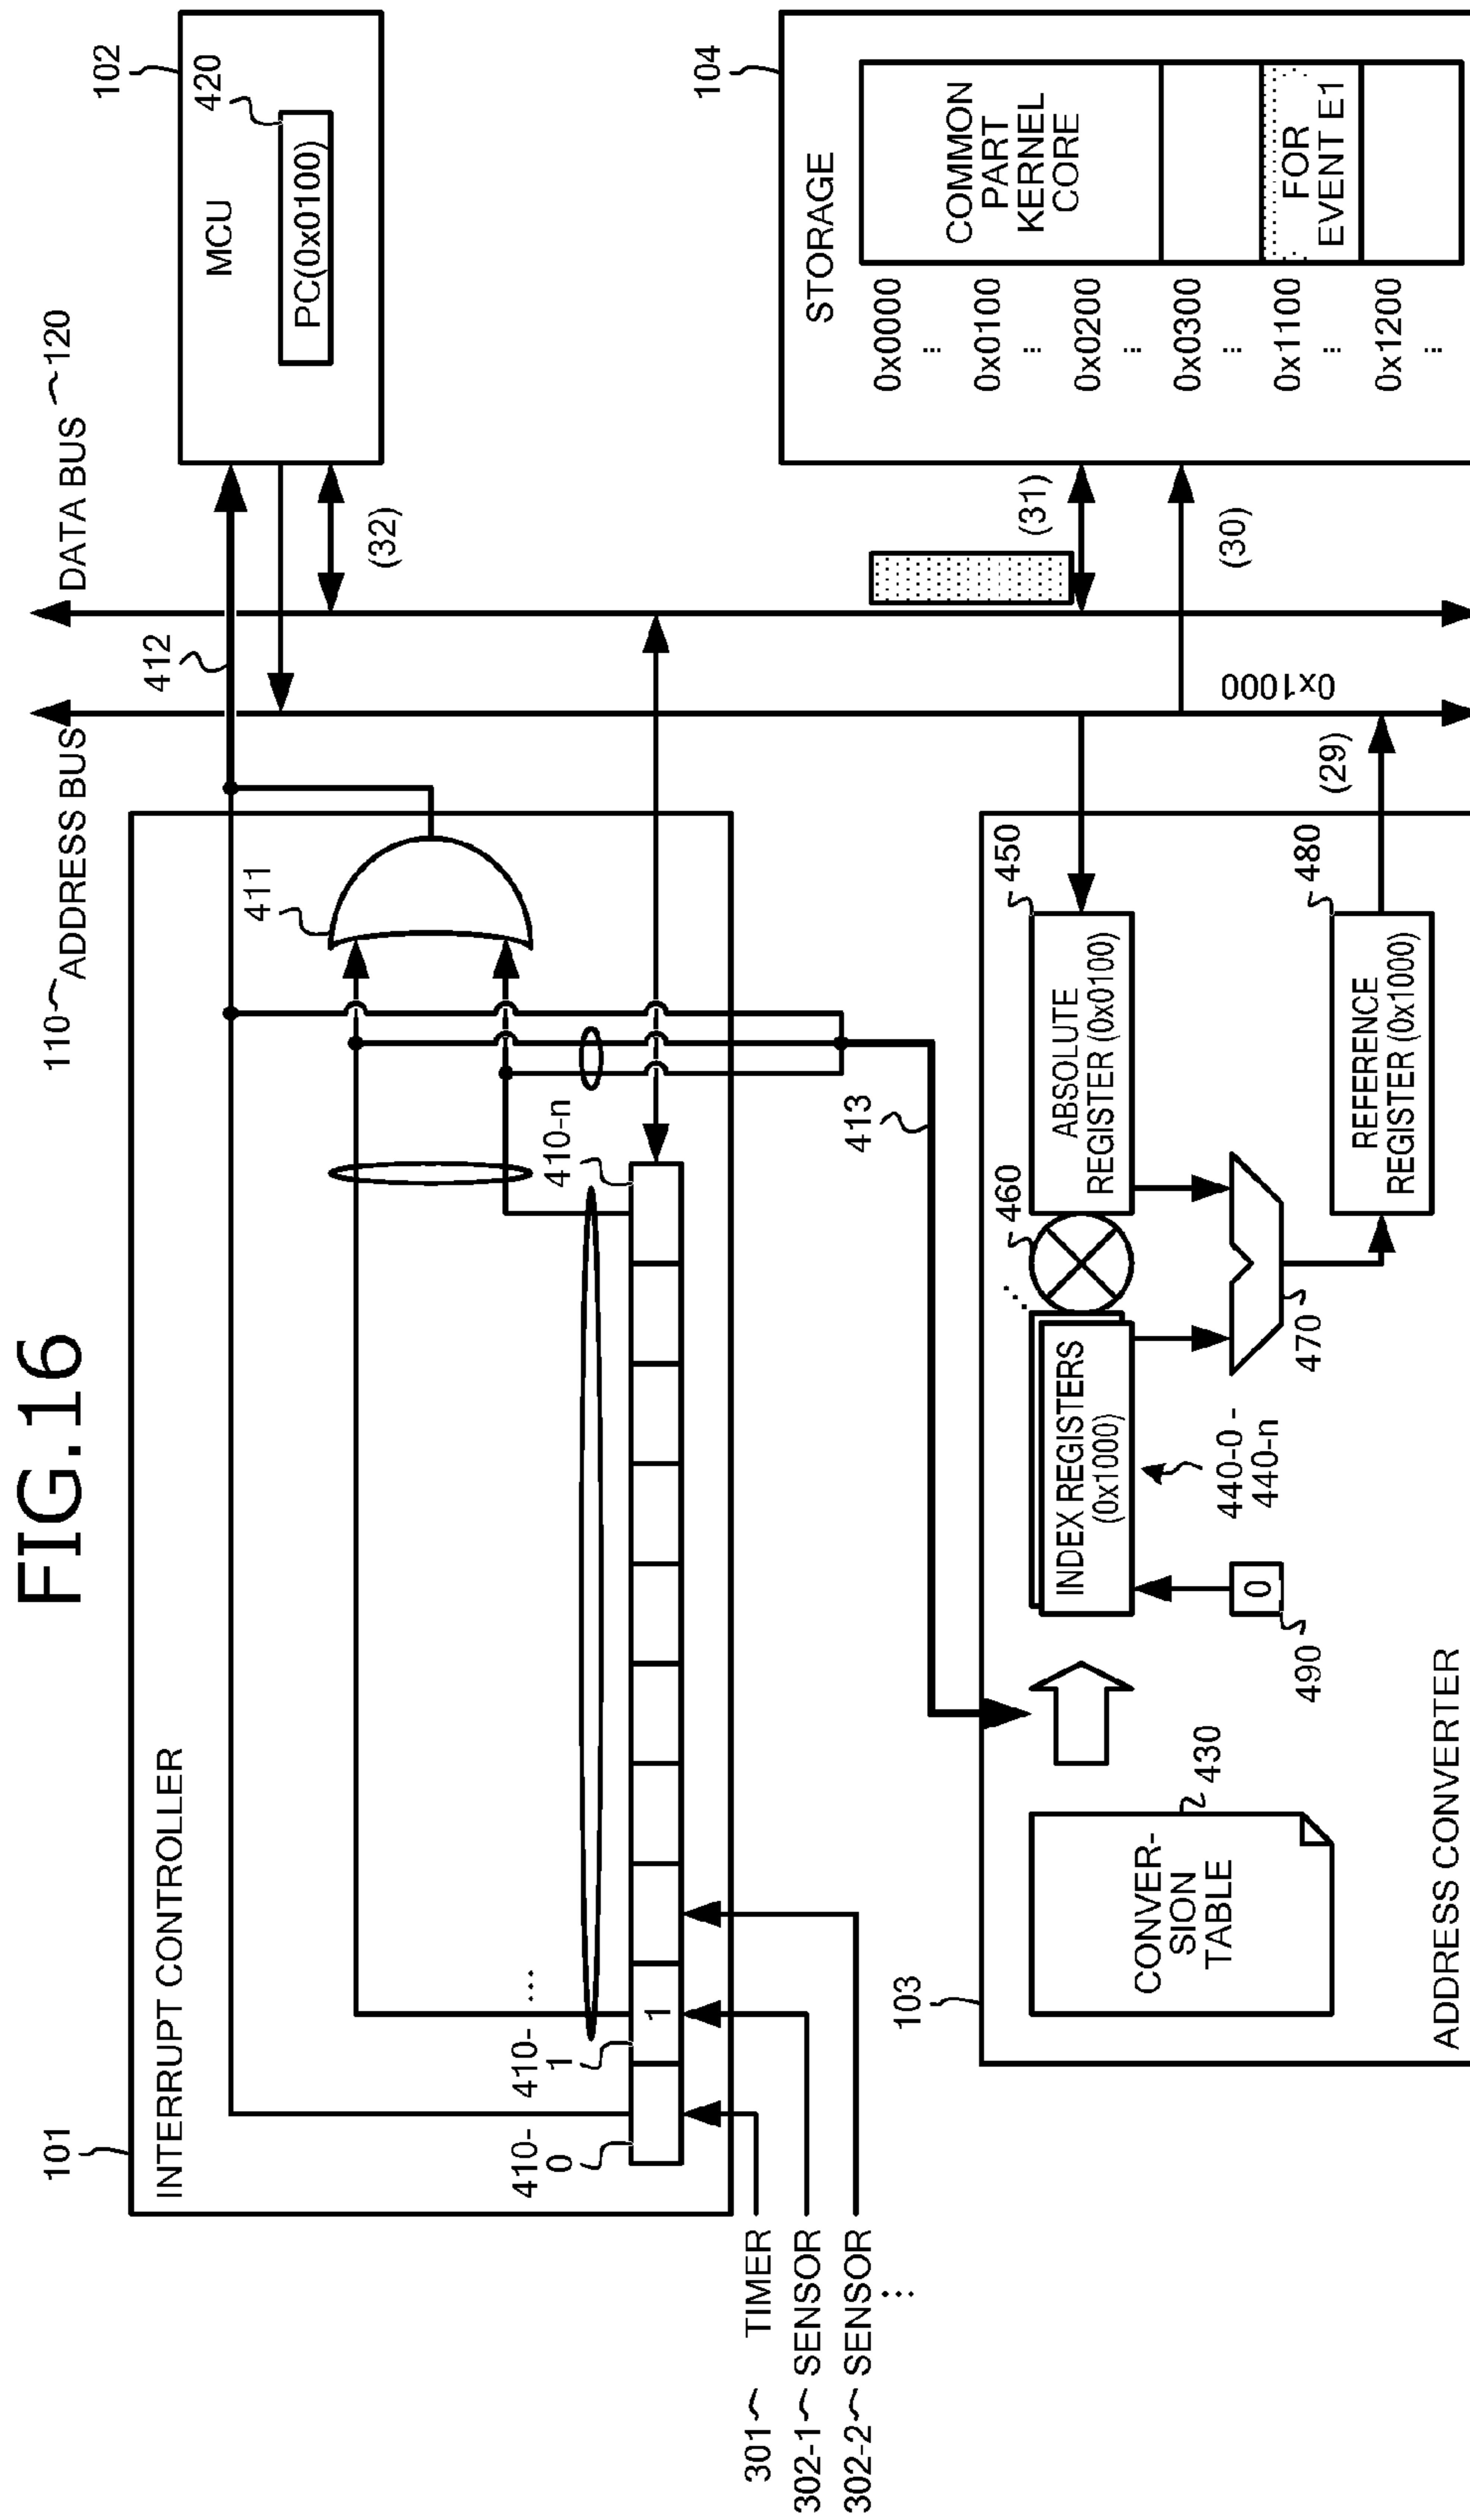 FIG.16
110
ADDRESS BUS
412
DATA BUS
120
101
INTERRUPT CONTROLLER
411
102
MCU
420
PC(0x0100)
(32)
410-
0
410-
1
...
410-n
301
TIMER
302-1
SENSOR
302-2
SENSOR
...
1
413
103
CONVER-
SION
TABLE
430
INDEX REGISTERS
(0x1000)
...
460
ABSOLUTE
REGISTER (0x0100)
450
490
0
440-0 -
440-n
470
REFERENCE
REGISTER (0x1000)
480
(29)
ADDRESS CONVERTER
0x1000
(31)
(30)
104
STORAGE
0x0000
...
0x0100
...
0x0200
...
0x0300
...
0x1100
...
0x1200
...
COMMON
PART
KERNEL
CORE
FOR
EVENT E1